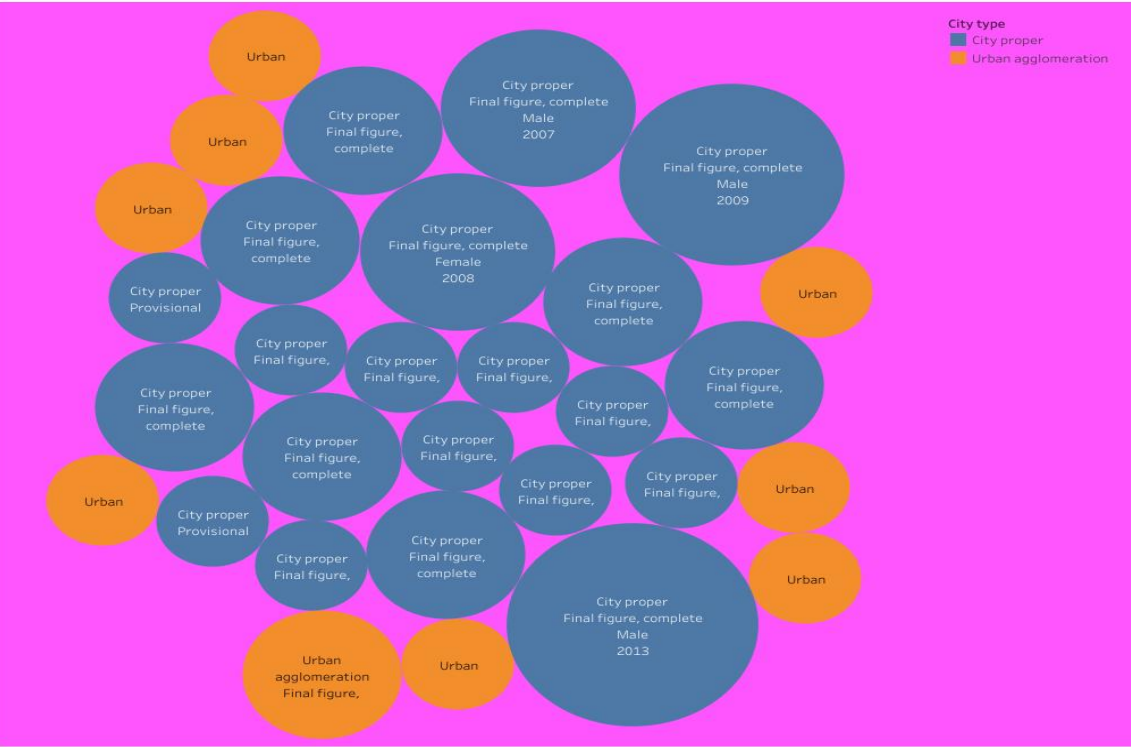 City type
City proper
Urban agglomeration
Urban
City proper
Final figure, complete
Male
2007
City proper
Final figure,
complete
Urban
City proper
Final figure, complete
Male
2009
Urban
City proper
Final figure,
complete
City proper
Final figure, complete
Female
2008
City proper
Provisional
City proper
Final figure,
complete
Urban
City proper
Final figure,
City proper
Final figure,
City proper
Final figure,
City proper
Final figure,
complete
City proper
Final figure,
complete
City proper
Final figure,
City proper
Final figure,
complete
City proper
Final figure,
City proper
Final figure,
City proper
Final figure,
Urban
Urban
City proper
Provisional
City proper
Final figure,
City proper
Final figure,
complete
Urban
City proper
Final figure, complete
Male
2013
Urban
agglomeration
Final figure,
Urban